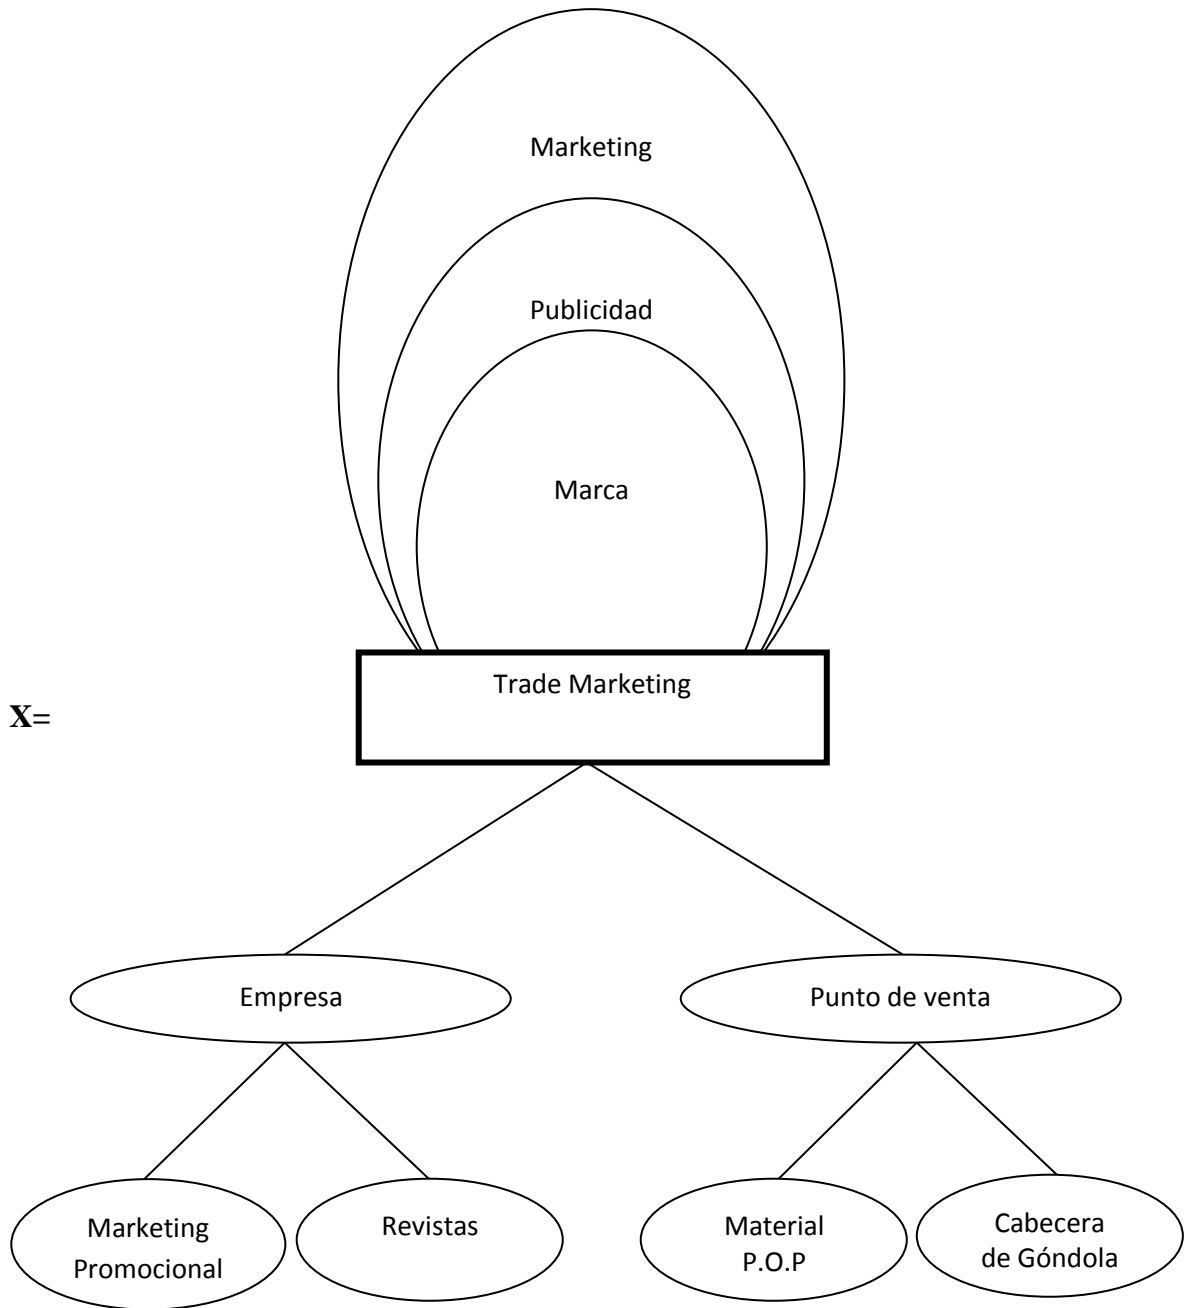 Marketing
Publicidad
Marca
Trade Marketing
X=
Empresa
Punto de venta
Marketing
Promocional
Revistas
Material
P.O.P
Cabecera
de Góndola